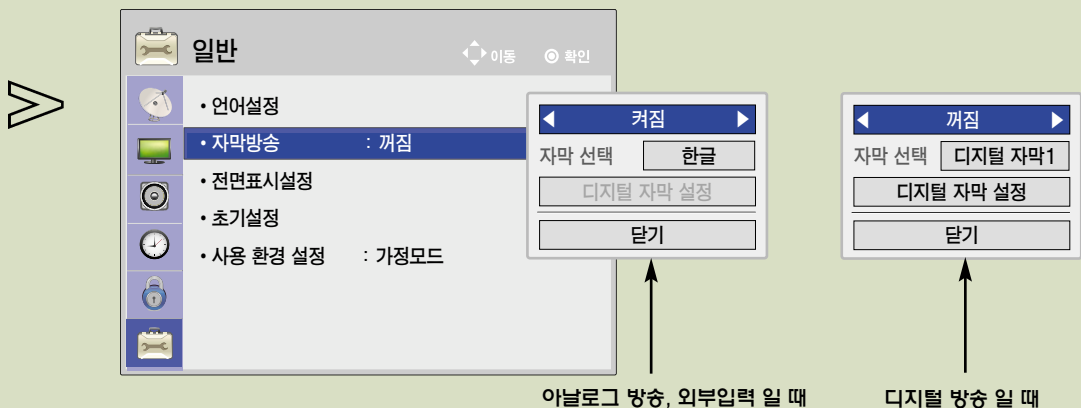 일반
이동 확인
• 언어설정
• 자막방송 : 꺼짐
• 전면표시설정
• 초기설정
• 사용 환경 설정 : 가정모드
켜짐
자막 선택 한글
디지털 자막 설정
닫기
꺼짐
자막 선택 디지털 자막1
디지털 자막 설정
닫기
아날로그 방송, 외부입력 일 때
디지털 방송 일 때